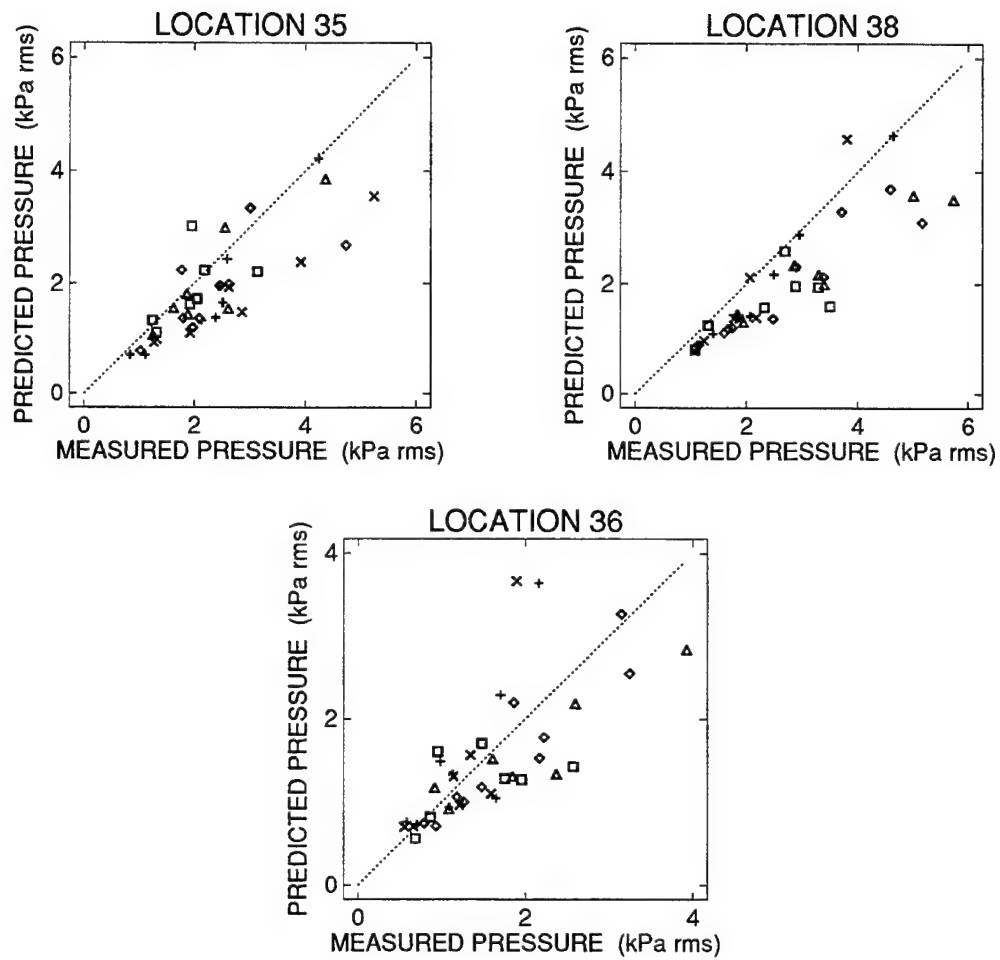 LOCATION 35
PREDICTED PRESSURE (kPa rms)
6
4
2
0
0 2 4 6
MEASURED PRESSURE (kPa rms)
LOCATION 38
PREDICTED PRESSURE (kPa rms)
6
4
2
0
0 2 4 6
MEASURED PRESSURE (kPa rms)
LOCATION 36
PREDICTED PRESSURE (kPa rms)
4
2
0
0 2 4
MEASURED PRESSURE (kPa rms)